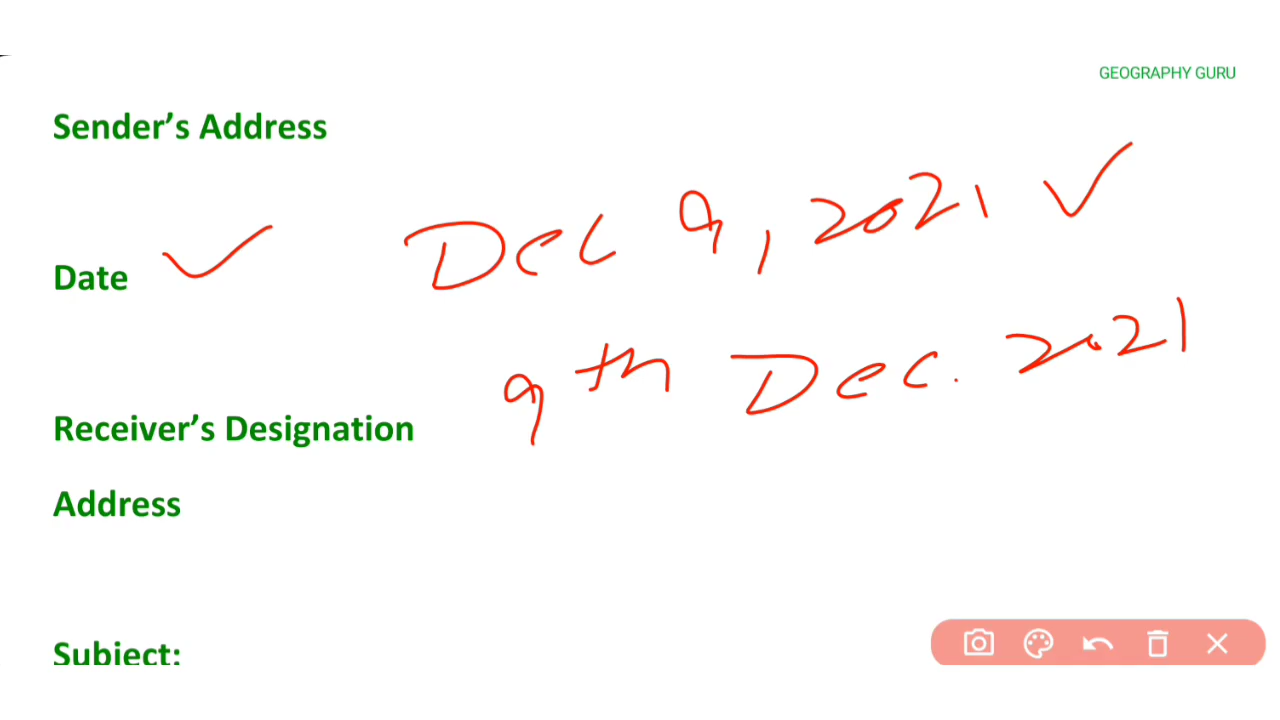 GEOGRAPHY GURU
Sender's Address
Dec 9, 2021
Date
9th Dec. 2021
Receiver's Designation
Address
Subject: